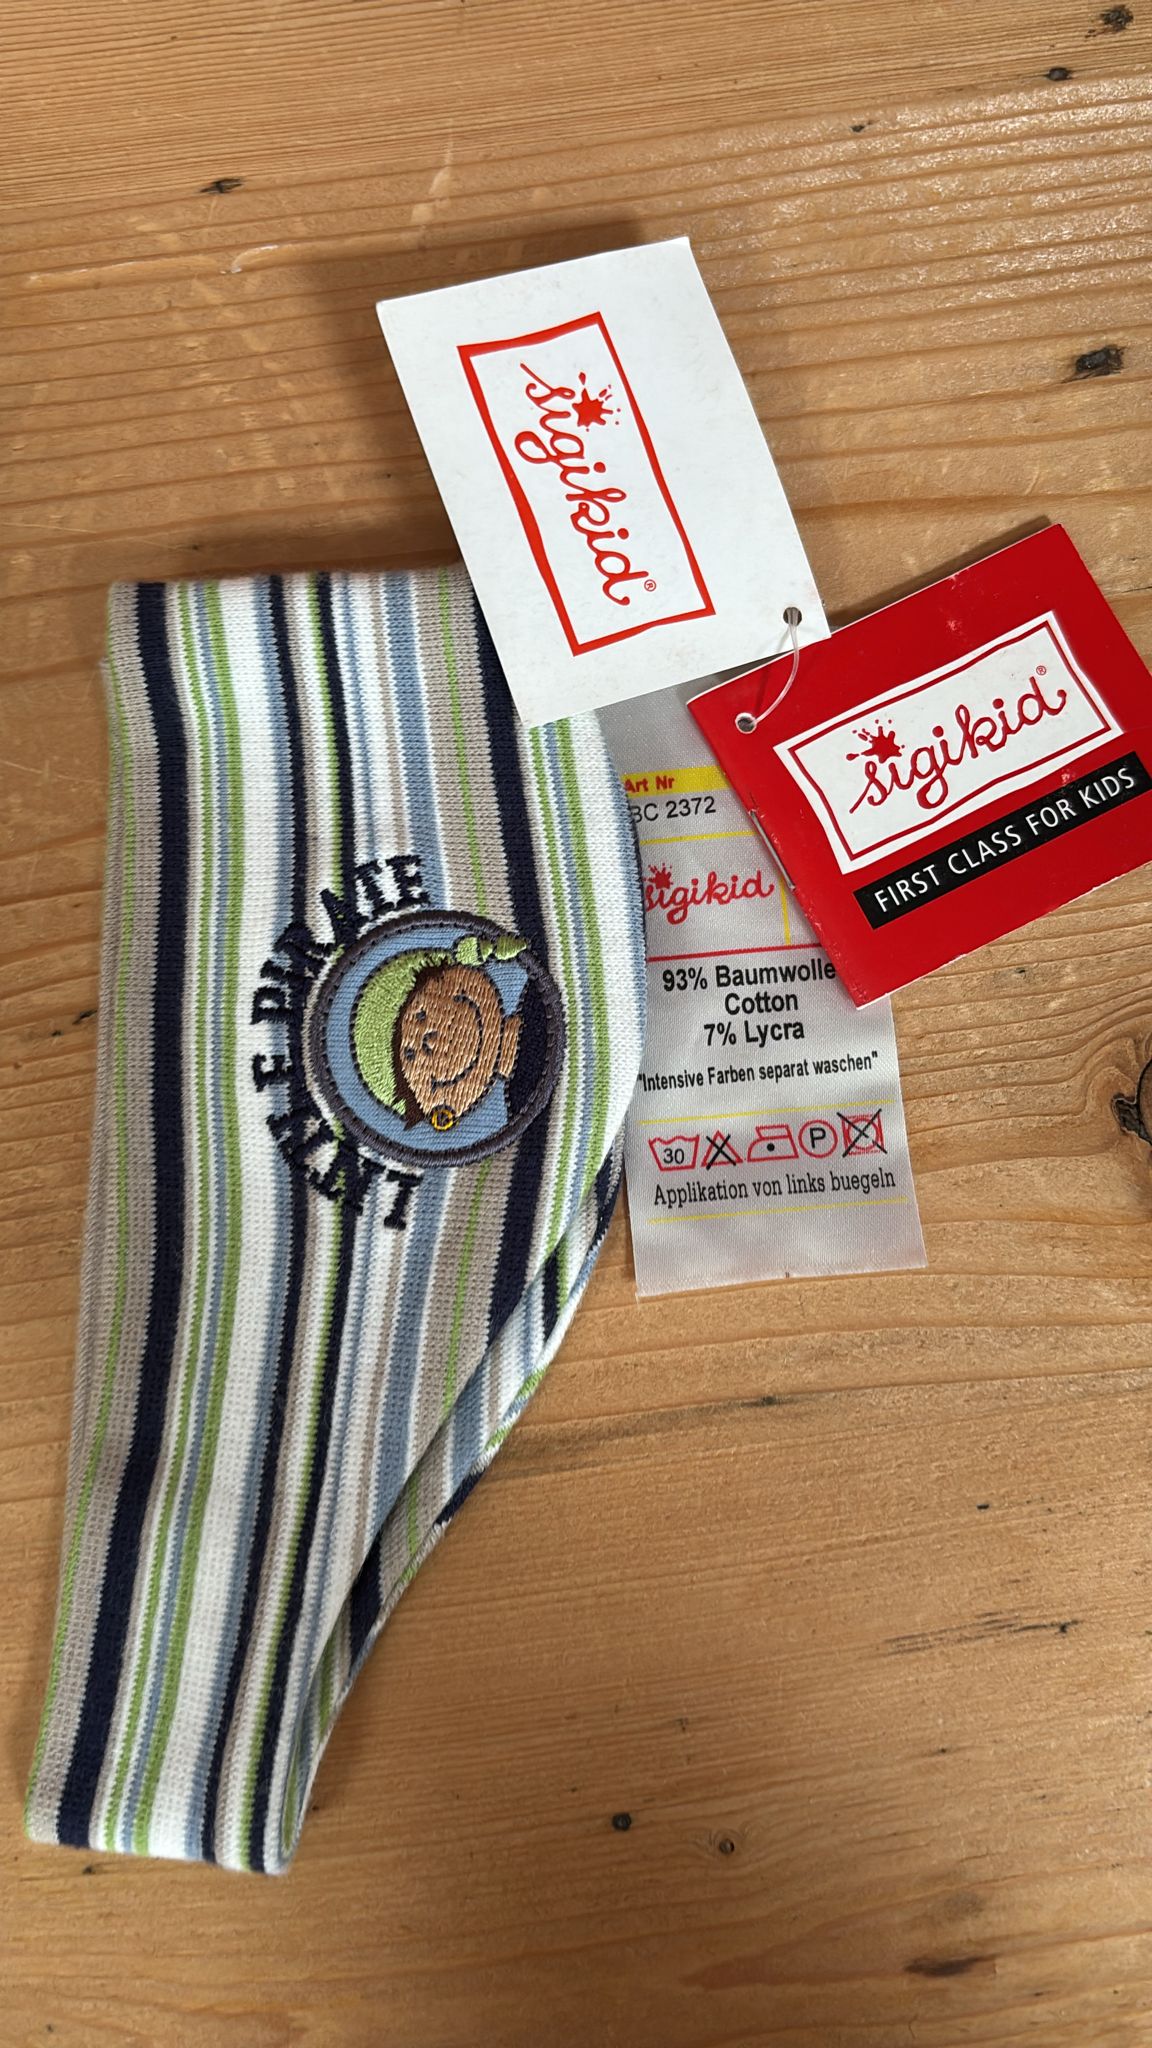 sigikid®
sigikid®
FIRST CLASS FOR KIDS
Art Nr
BC 2372
sigikid
93% Baumwolle
Cotton
7% Lycra
"Intensive Farben separat waschen"
30 P
Applikation von links buegeln
LITTLE PIRATE